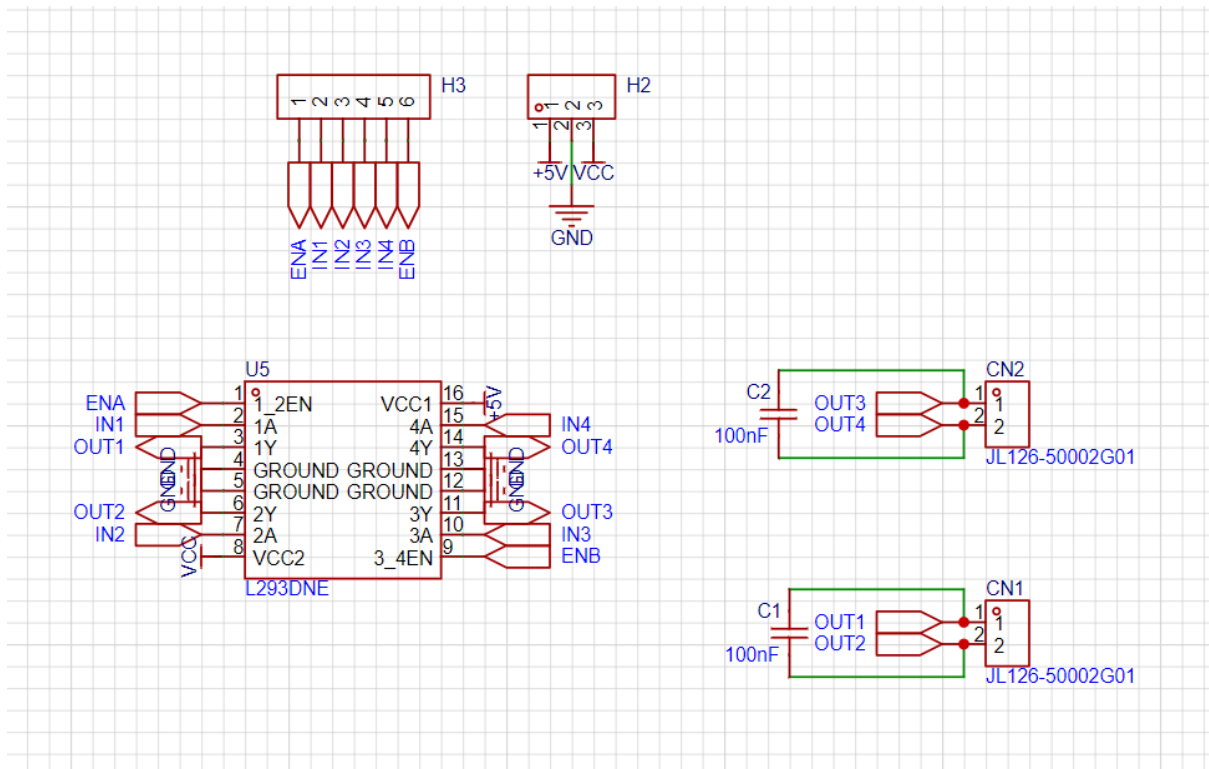 H3
1 2 3 4 5 6
ENA
IN1
IN2
IN3
IN4
ENB
H2
1 2 3
1 2 3
+5V VCC
GND
U5
L293DNE
ENA 1 1_2EN
IN1 2 1A
OUT1 3 1Y
GND 4 GROUND
GND 5 GROUND
OUT2 6 2Y
IN2 7 2A
VCC 8 VCC2
VCC1 16 +5V
4A 15 IN4
4Y 14 OUT4
GROUND 13 GND
GROUND 12 GND
3Y 11 OUT3
3A 10 IN3
3_4EN 9 ENB
C2
100nF
OUT3
OUT4
CN2
1 1
2 2
JL126-50002G01
C1
100nF
OUT1
OUT2
CN1
1 1
2 2
JL126-50002G01